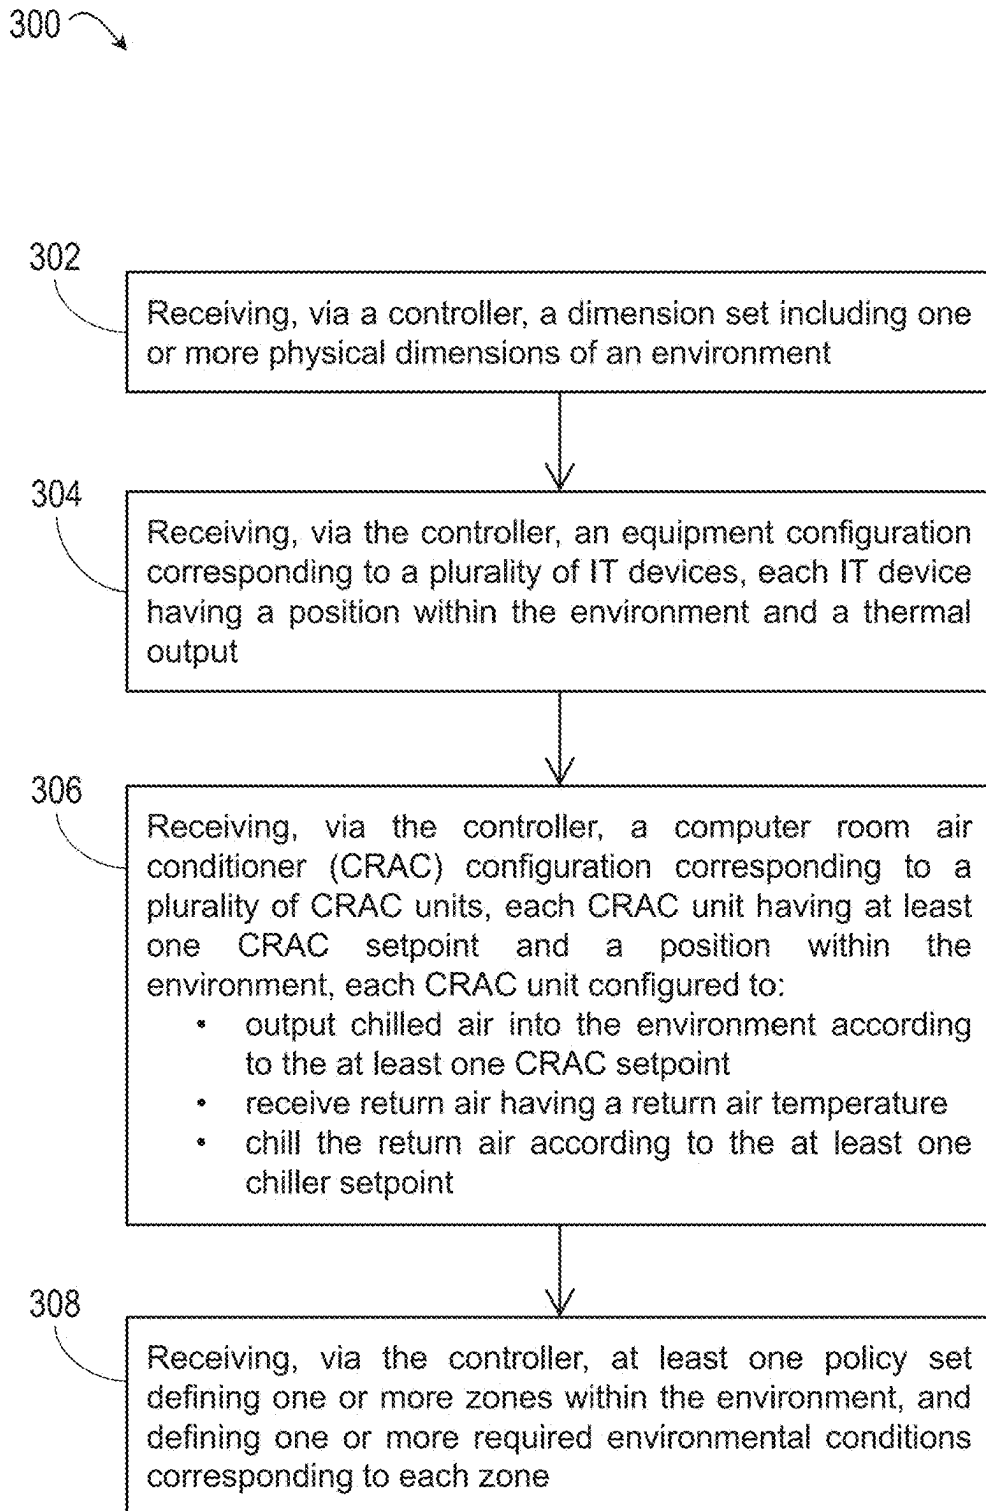 300
302
Receiving, via a controller, a dimension set including one
or more physical dimensions of an environment
304
Receiving, via the controller, an equipment configuration
corresponding to a plurality of IT devices, each IT device
having a position within the environment and a thermal
output
306
Receiving, via the controller, a computer room air
conditioner (CRAC) configuration corresponding to a
plurality of CRAC units, each CRAC unit having at least
one CRAC setpoint and a position within the
environment, each CRAC unit configured to:
• output chilled air into the environment according
to the at least one CRAC setpoint
• receive return air having a return air temperature
• chill the return air according to the at least one
chiller setpoint
308
Receiving, via the controller, at least one policy set
defining one or more zones within the environment, and
defining one or more required environmental conditions
corresponding to each zone